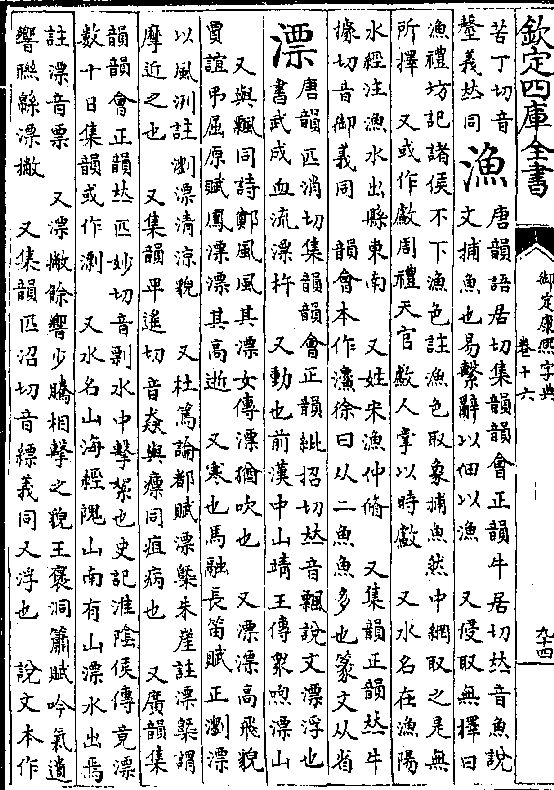 欽定四庫全書
御定康熙字典
卷十六
苦丁切音
罄義𠀤同
漁
唐韻語居切集韻韻會正韻牛居切𠀤音魚說
文捕魚也易繫辭以佃以漁 又侵取無擇曰
漁禮坊記諸侯不下漁色註漁色取象捕魚然中網取之是無
所擇 又或作䱷周禮天官䱷人掌以時䱷 又水名在漁陽
水經注漁水出縣東南 又姓宋漁仲脩 又集韻正韻𠀤牛
據切音御義同 韻會本作𤅬徐曰从二魚魚多也篆文从省
漂
唐韻匹消切集韻韻會正韻紕招切𠀤音飄說文漂浮也
書武成血流漂杵 又動也前漢中山靖王傳衆喣漂山
又與飄同詩鄭風風其漂女傳漂猶吹也 又漂漂高飛貌
賈誼弔屈原賦鳳漂漂其高逝 又寒也馬融長笛賦正瀏漂
以風洌註瀏漂清涼貌 又杜篤論都賦漂槩朱崖註漂槩謂
摩近之也 又集韻平遙切音猋與瘭同疽病也 又廣韻集
韻韻會正韻𠀤匹妙切音剽水中擊絮也史記淮陰侯傳竟漂
數十日集韻或作㵱 又水名山海經隗山南有山漂水出焉
註漂音票 又漂撇餘響少騰相擊之貌王褒洞簫賦吟氣遺
響聯緜漂撇 又集韻匹沼切音縹義同又浮也 說文本作